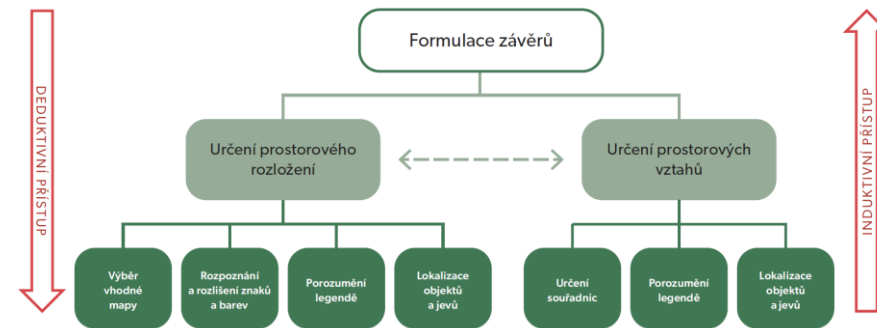 Formulace závěrů
DEDUKTIVNÍ PŘÍSTUP
INDUKTIVNÍ PŘÍSTUP
Určení prostorového
rozložení
Určení prostorových
vztahů
Výběr
vhodné
mapy
Rozpoznání
a rozlišení znaků
a barev
Porozumění
legendě
Lokalizace
objektů
a jevů
Určení
souřadnic
Porozumění
legendě
Lokalizace
objektů
a jevů